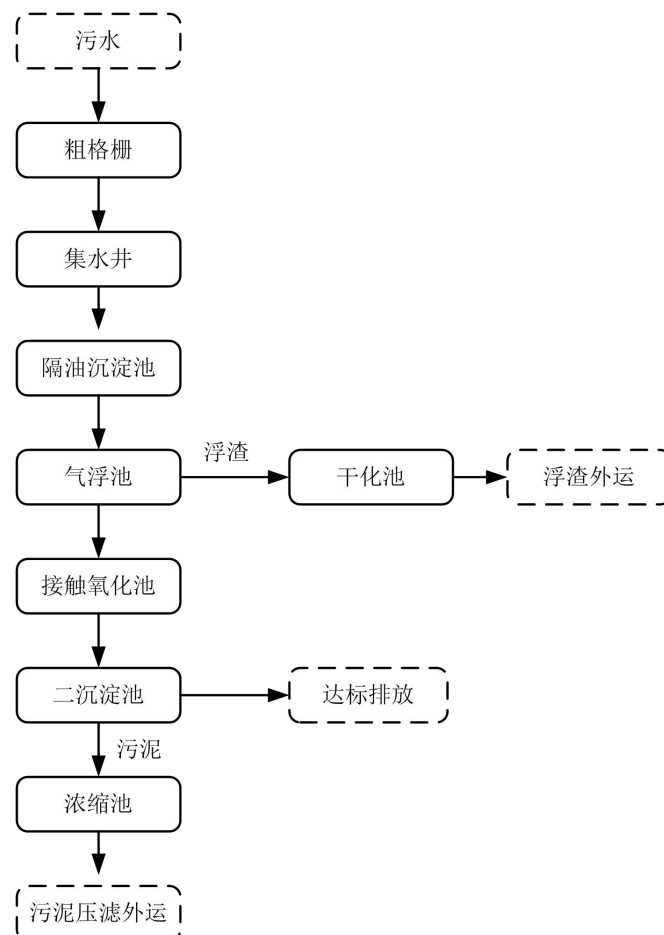 污水
粗格栅
集水井
隔油沉淀池
气浮池
浮渣
干化池
浮渣外运
接触氧化池
二沉淀池
达标排放
污泥
浓缩池
污泥压滤外运